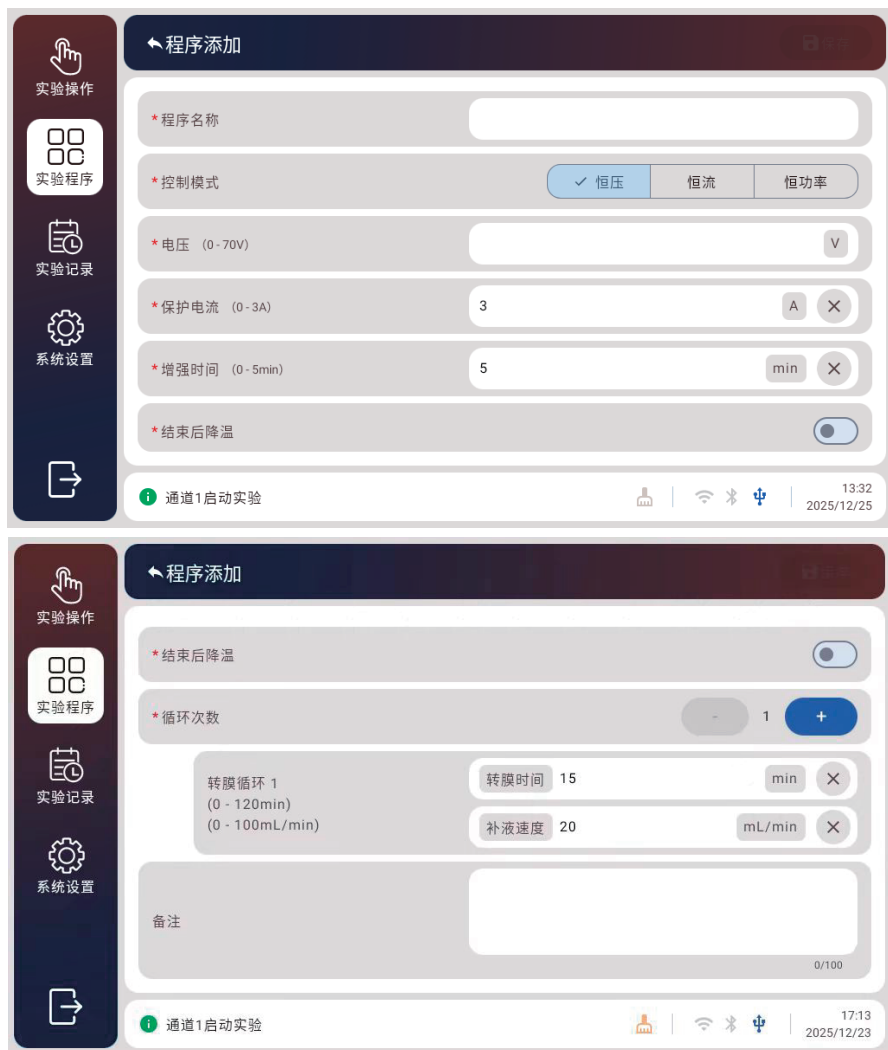 程序添加
保存
实验操作
*程序名称
实验程序
*控制模式
恒压
恒流
恒功率
*电压 (0-70V)
V
实验记录
*保护电流 (0-3A)
3
A
系统设置
*增强时间 (0-5min)
5
min
*结束后降温
通道1启动实验
13:32
2025/12/25
程序添加
实验操作
*结束后降温
实验程序
*循环次数
-
1
+
实验记录
转膜循环 1
(0 - 120min)
(0 - 100mL/min)
转膜时间
15
min
补液速度
20
mL/min
系统设置
备注
0/100
通道1启动实验
17:13
2025/12/23